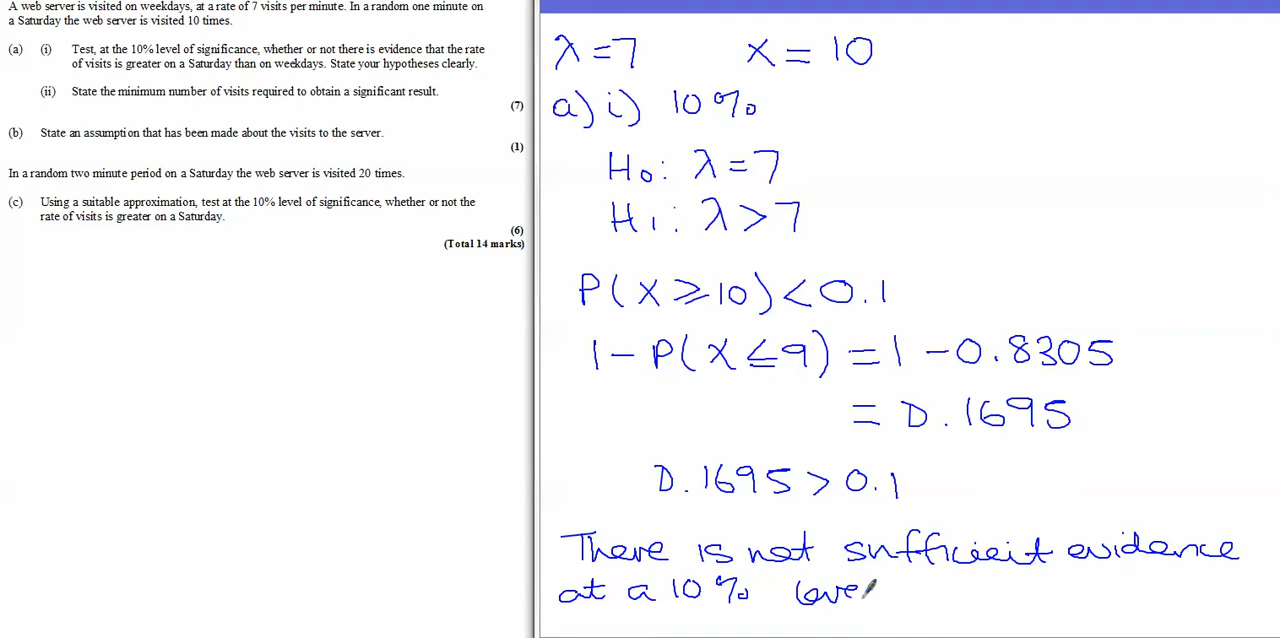 A web server is visited on weekdays, at a rate of 7 visits per minute. In a random one minute on
a Saturday the web server is visited 10 times.
(a) (i) Test, at the 10% level of significance, whether or not there is evidence that the rate
of visits is greater on a Saturday than on weekdays. State your hypotheses clearly.
(ii) State the minimum number of visits required to obtain a significant result.
(7)
(b) State an assumption that has been made about the visits to the server.
(1)
In a random two minute period on a Saturday the web server is visited 20 times.
(c) Using a suitable approximation, test at the 10% level of significance, whether or not the
rate of visits is greater on a Saturday.
(6)
(Total 14 marks)
λ = 7 x = 10
a) i) 10%
H0: λ = 7
H1: λ > 7
P(X ≥ 10) < 0.1
1 - P(X ≤ 9) = 1 - 0.8305
= 0.1695
0.1695 > 0.1
There is not sufficieit evidence
at a 10% leve